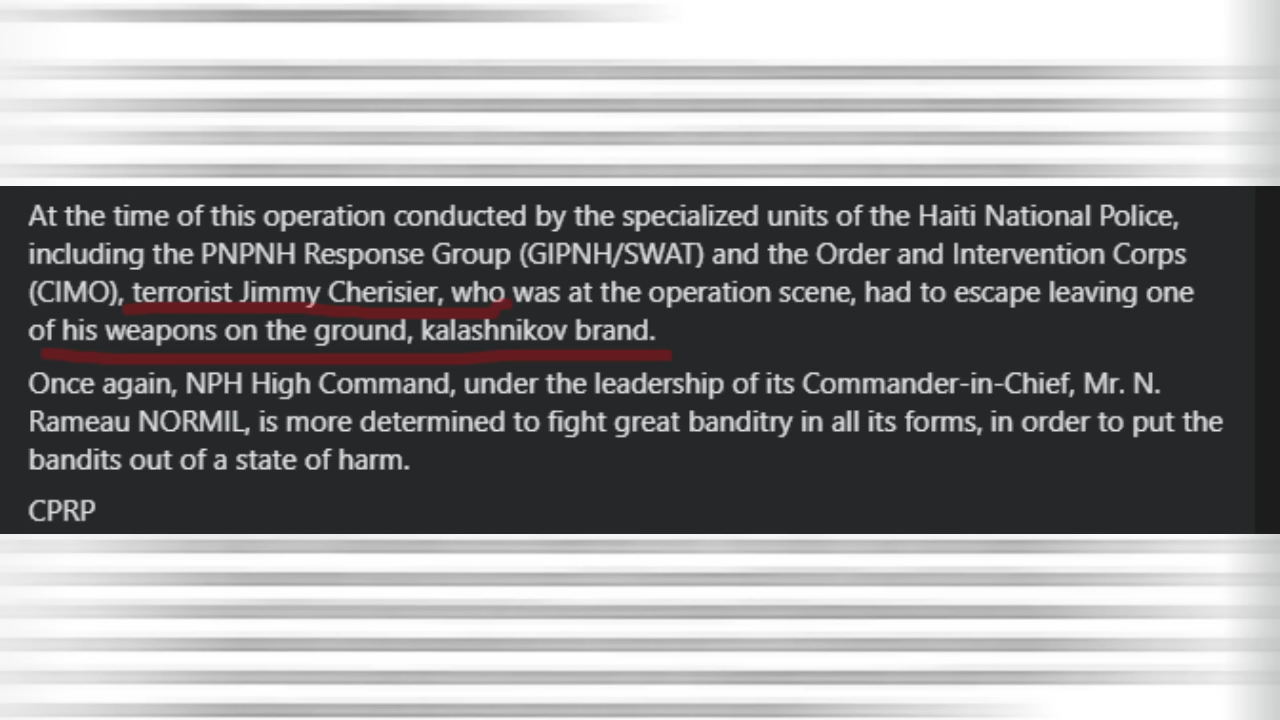 At the time of this operation conducted by the specialized units of the Haiti National Police,
including the PNPNH Response Group (GIPNH/SWAT) and the Order and Intervention Corps
(CIMO), terrorist Jimmy Cherisier, who was at the operation scene, had to escape leaving one
of his weapons on the ground, kalashnikov brand.
Once again, NPH High Command, under the leadership of its Commander-in-Chief, Mr. N.
Rameau NORMIL, is more determined to fight great banditry in all its forms, in order to put the
bandits out of a state of harm.
CPRP